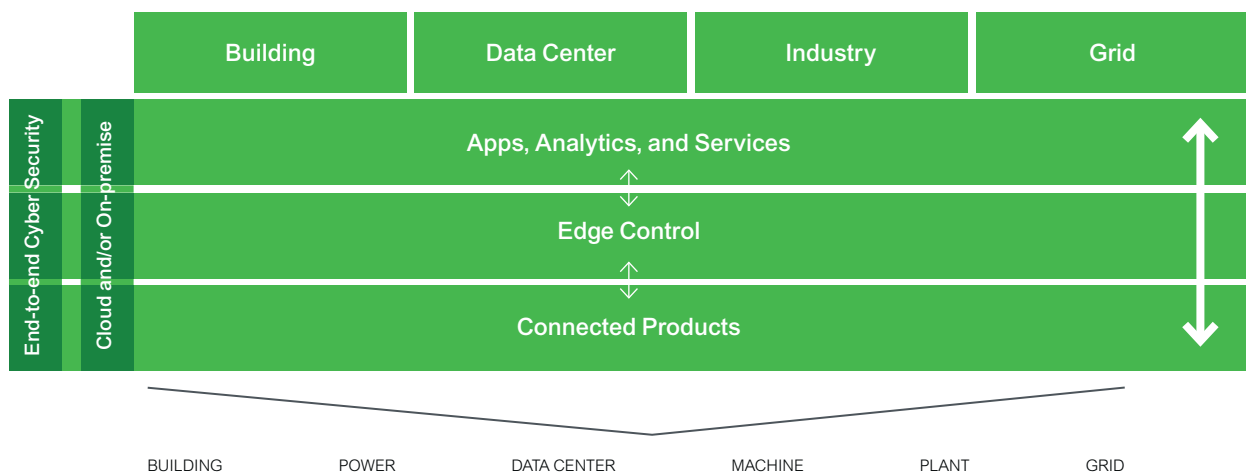 Building
Data Center
Industry
Grid
End-to-end Cyber Security
Cloud and/or On-premise
Apps, Analytics, and Services
Edge Control
Connected Products
BUILDING
POWER
DATA CENTER
MACHINE
PLANT
GRID